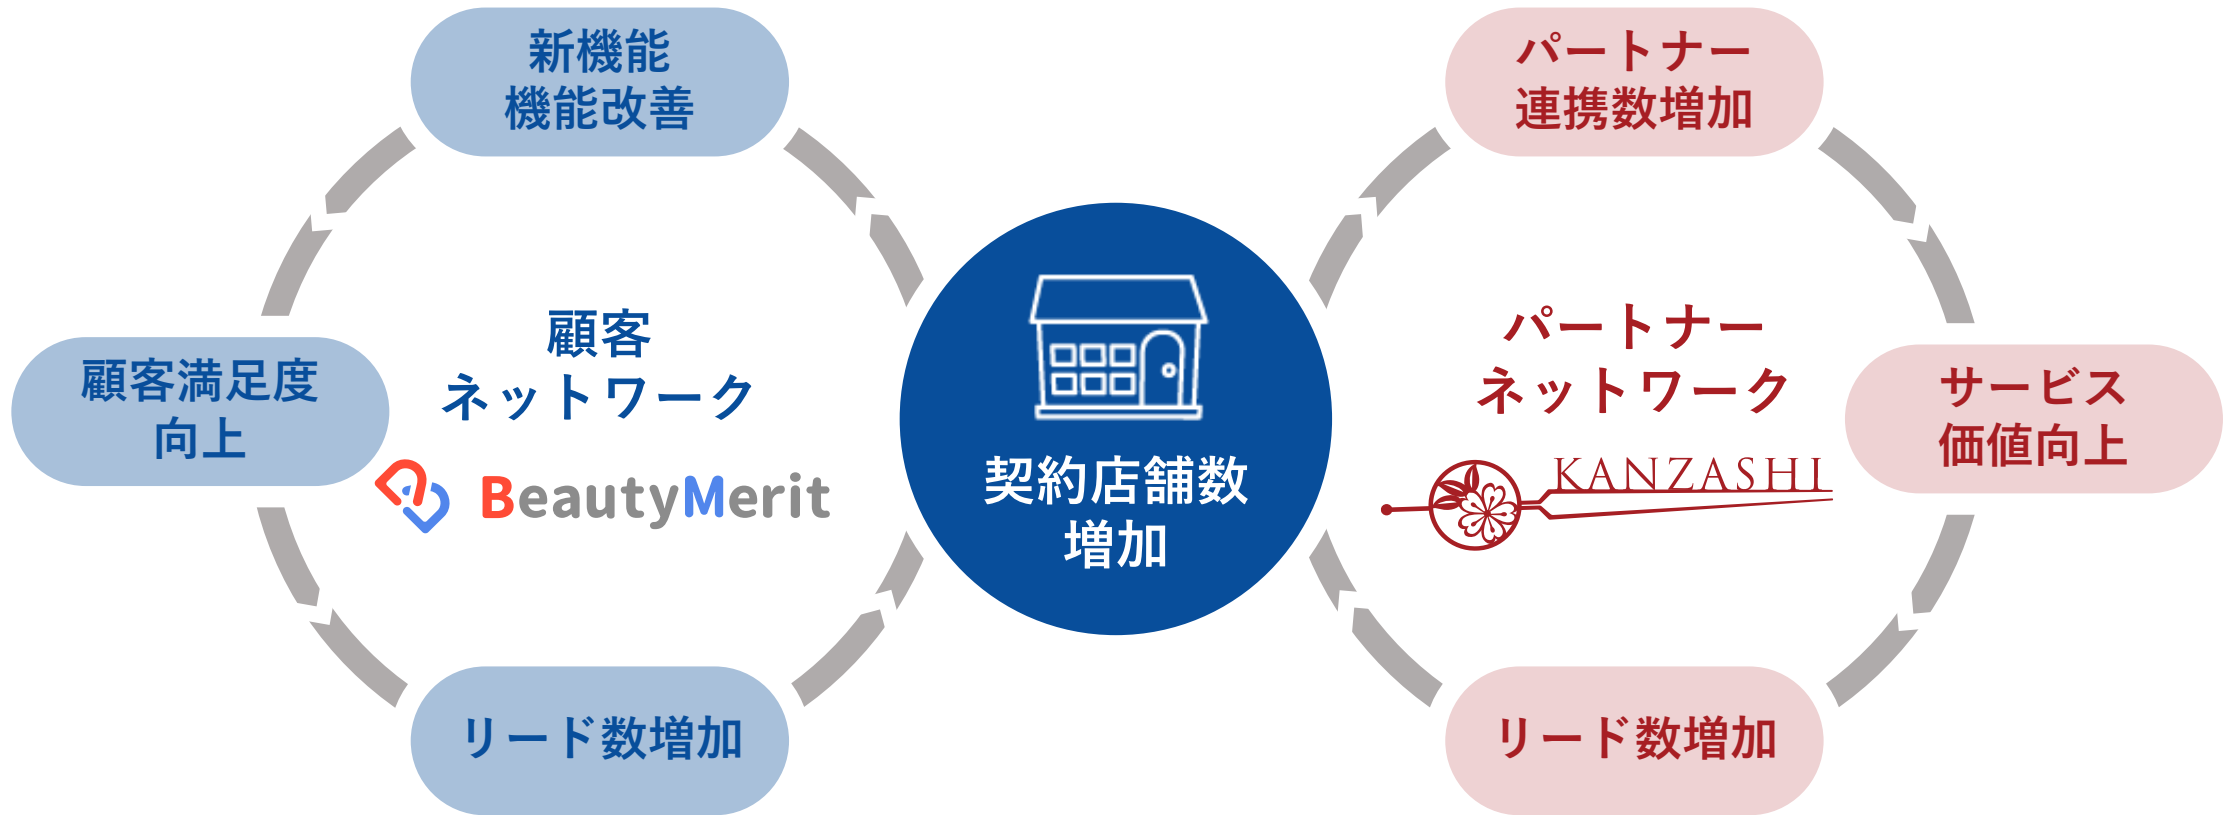 新機能
機能改善
顧客満足度
向上
顧客
ネットワーク
BeautyMerit
リード数増加
契約店舗数
増加
パートナー
連携数増加
パートナー
ネットワーク
KANZASHI
サービス
価値向上
リード数増加